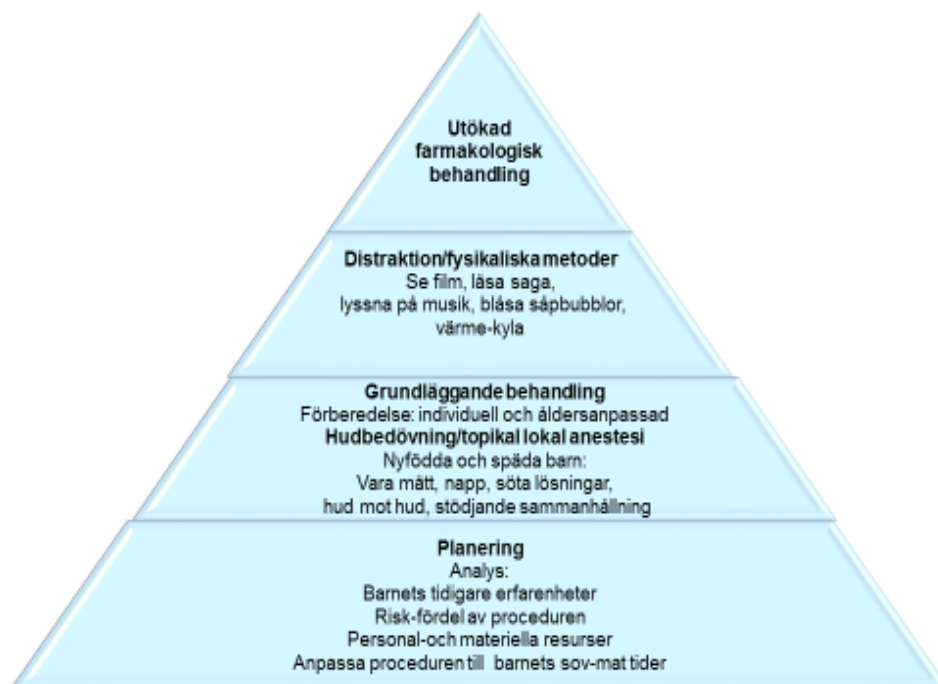 Utökad
farmakologisk
behandling
Distraktion/fysikaliska metoder
Se film, läsa saga,
lyssna på musik, blåsa såpbubblor,
värme-kyla
Grundläggande behandling
Förberedelse: individuell och åldersanpassad
Hudbedövning/topikal lokal anestesi
Nyfödda och späda barn:
Vara mätt, napp, söta lösningar,
hud mot hud, stödjande sammanhållning
Planering
Analys:
Barnets tidigare erfarenheter
Risk-fördel av proceduren
Personal-och materiella resurser
Anpassa proceduren till barnets sov-mat tider